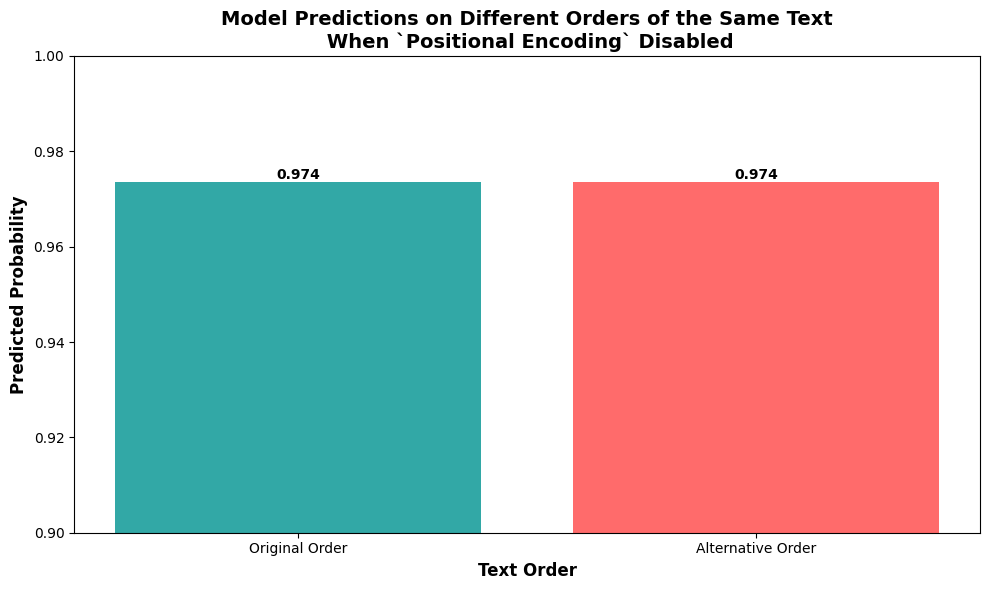 Model Predictions on Different Orders of the Same Text
When `Positional Encoding` Disabled
Predicted Probability
1.00
0.98
0.96
0.94
0.92
0.90
0.974
0.974
Original Order
Alternative Order
Text Order